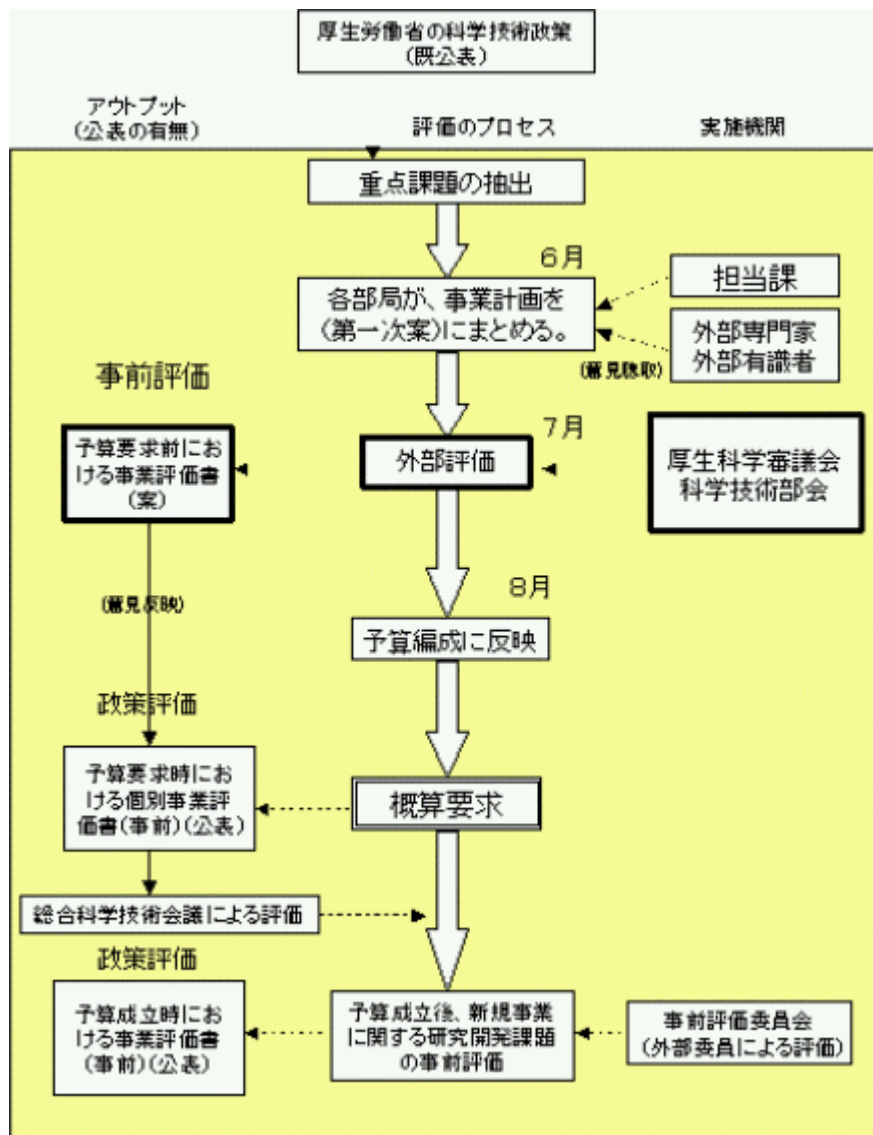 厚生労働省の科学技術政策
(既公表)
アウトプット
(公表の有無)
評価のプロセス
実施機関
重点課題の抽出
6月
各部局が、事業計画を
(第一次案)にまとめる。
担当課
外部専門家
外部有識者
(意見聴取)
事前評価
7月
予算要求前にお
ける事業評価書
(案)
外部評価
厚生科学審議会
科学技術部会
(意見反映)
8月
予算編成に反映
政策評価
予算要求時にお
ける個別事業評
価書(事前)(公表)
概算要求
総合科学技術会議による評価
政策評価
予算成立時にお
ける事業評価書
(事前)(公表)
予算成立後、新規事業
に関する研究開発課題
の事前評価
事前評価委員会
(外部委員による評価)